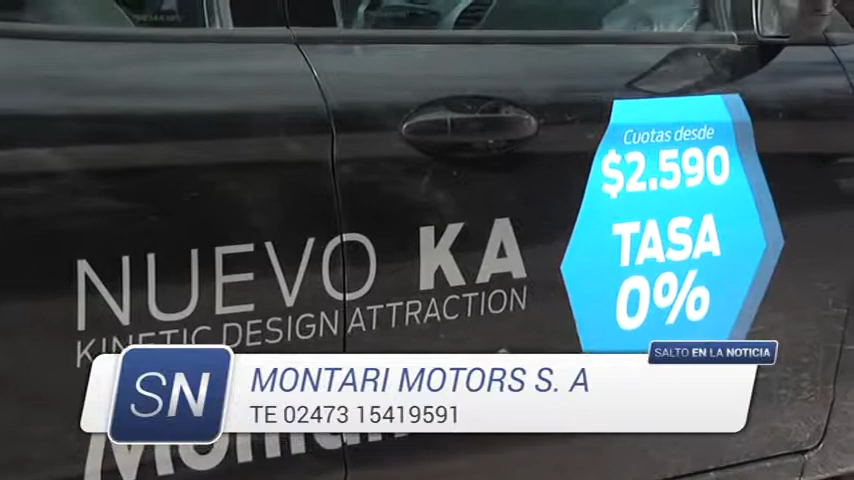 Cuotas desde
$2.590
TASA
0%
NUEVO KA
KINETIC DESIGN ATTRACTION
SALTO EN LA NOTICIA
SN
MONTARI MOTORS S. A
TE 02473 15419591